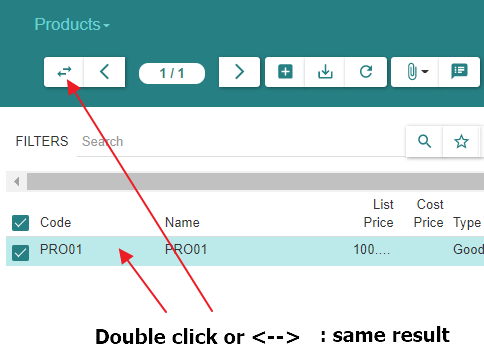 Products
1 / 1
FILTERS Search
List Cost
Code Name Price Price Type
PRO01 PRO01 100.... Good
Double click or <--> : same result